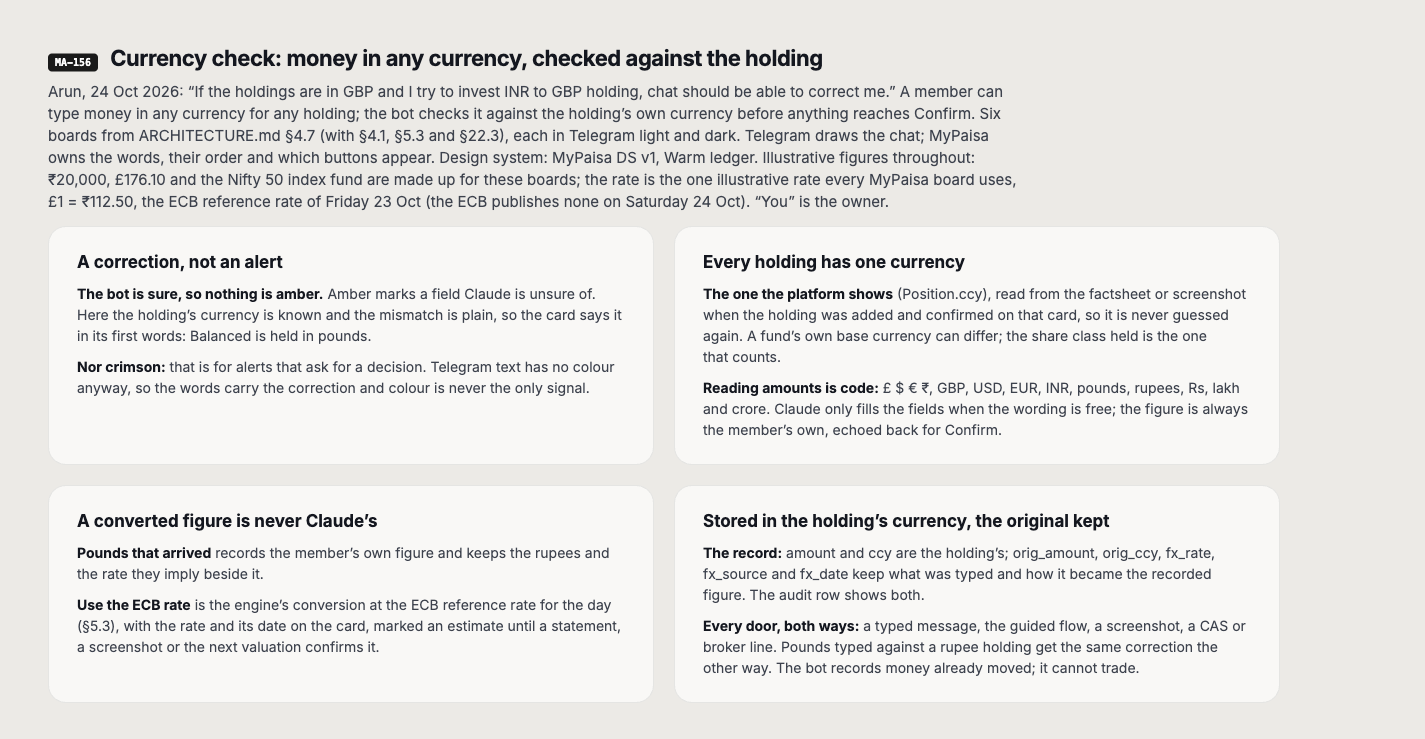 MA-156 Currency check: money in any currency, checked against the holding
Arun, 24 Oct 2026: “If the holdings are in GBP and I try to invest INR to GBP holding, chat should be able to correct me.” A member can
type money in any currency for any holding; the bot checks it against the holding’s own currency before anything reaches Confirm. Six
boards from ARCHITECTURE.md §4.7 (with §4.1, §5.3 and §22.3), each in Telegram light and dark. Telegram draws the chat; MyPaisa
owns the words, their order and which buttons appear. Design system: MyPaisa DS v1, Warm ledger. Illustrative figures throughout:
₹20,000, £176.10 and the Nifty 50 index fund are made up for these boards; the rate is the one illustrative rate every MyPaisa board uses,
£1 = ₹112.50, the ECB reference rate of Friday 23 Oct (the ECB publishes none on Saturday 24 Oct). “You” is the owner.
A correction, not an alert
The bot is sure, so nothing is amber. Amber marks a field Claude is unsure of.
Here the holding’s currency is known and the mismatch is plain, so the card says it
in its first words: Balanced is held in pounds.
Nor crimson: that is for alerts that ask for a decision. Telegram text has no colour
anyway, so the words carry the correction and colour is never the only signal.
Every holding has one currency
The one the platform shows (Position.ccy), read from the factsheet or screenshot
when the holding was added and confirmed on that card, so it is never guessed
again. A fund’s own base currency can differ; the share class held is the one
that counts.
Reading amounts is code: £ $ € ₹, GBP, USD, EUR, INR, pounds, rupees, Rs, lakh
and crore. Claude only fills the fields when the wording is free; the figure is always
the member’s own, echoed back for Confirm.
A converted figure is never Claude’s
Pounds that arrived records the member’s own figure and keeps the rupees and
the rate they imply beside it.
Use the ECB rate is the engine’s conversion at the ECB reference rate for the day
(§5.3), with the rate and its date on the card, marked an estimate until a statement,
a screenshot or the next valuation confirms it.
Stored in the holding’s currency, the original kept
The record: amount and ccy are the holding’s; orig_amount, orig_ccy, fx_rate,
fx_source and fx_date keep what was typed and how it became the recorded
figure. The audit row shows both.
Every door, both ways: a typed message, the guided flow, a screenshot, a CAS or
broker line. Pounds typed against a rupee holding get the same correction the
other way. The bot records money already moved; it cannot trade.